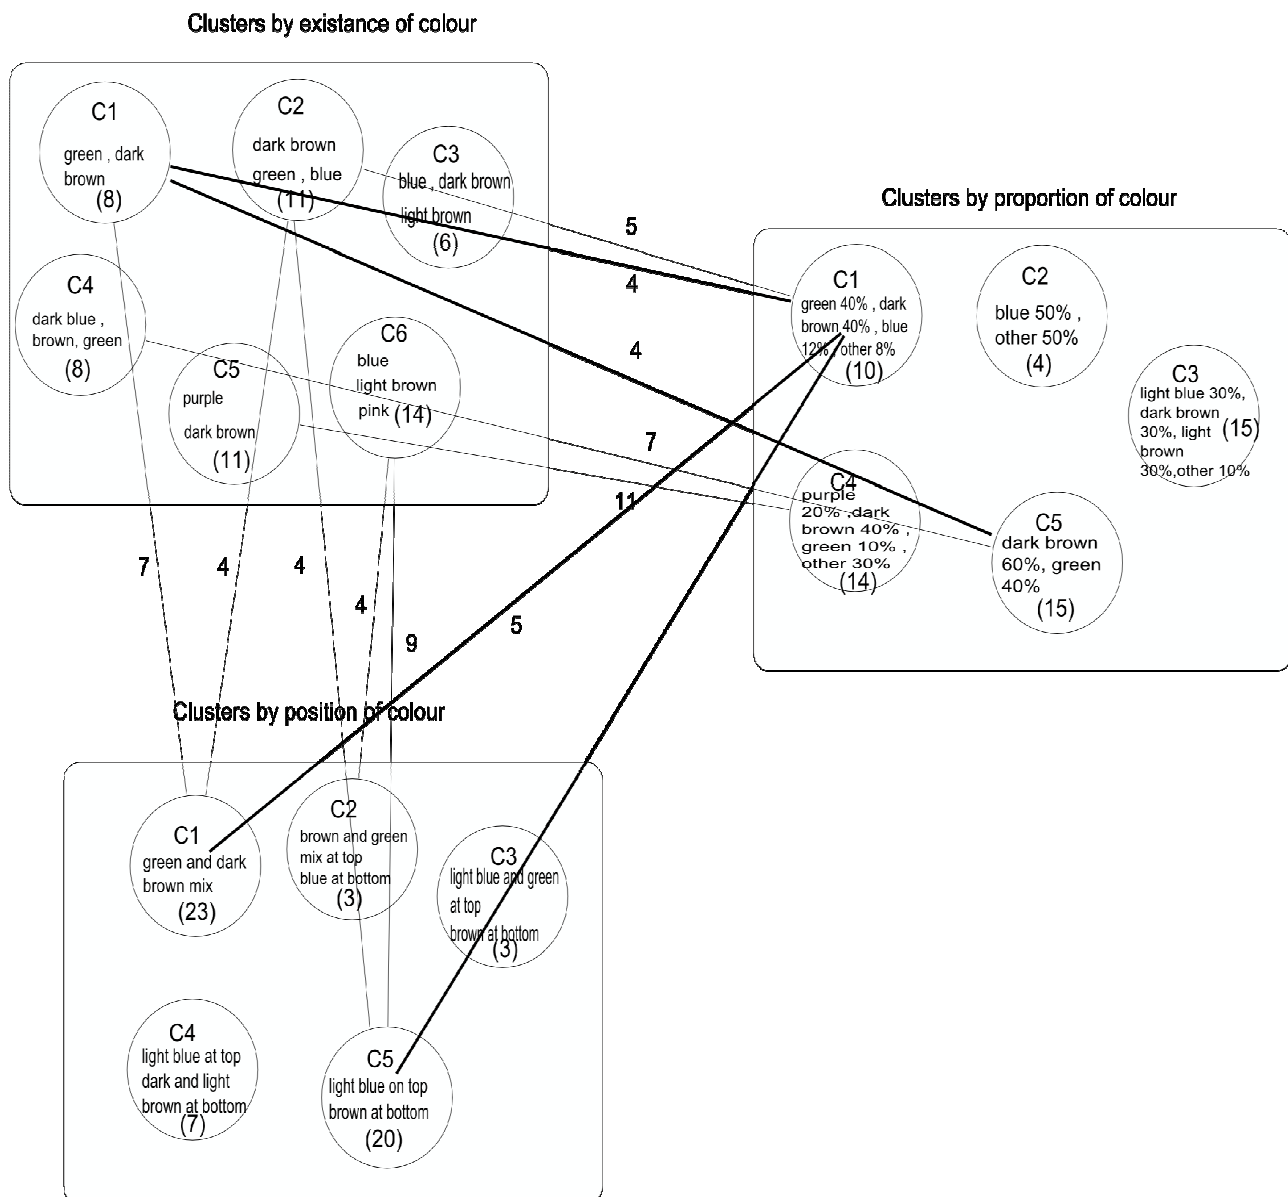 Clusters by existance of colour
C1
green , dark
brown
(8)
C2
dark brown
green , blue
(11)
C3
blue , dark brown
light brown
(6)
C4
dark blue ,
brown, green
(8)
C5
purple
dark brown
(11)
C6
blue
light brown
pink (14)
Clusters by proportion of colour
C1
green 40% , dark
brown 40% , blue
12% , other 8%
(10)
C2
blue 50% ,
other 50%
(4)
C3
light blue 30%,
dark brown
30%, light (15)
brown
30%,other 10%
C4
purple
20% ,dark
brown 40% ,
green 10% ,
other 30%
(14)
C5
dark brown
60%, green
40%
(15)
5
4
4
7
11
7
4
4
4
9
5
Clusters by position of colour
C1
green and dark
brown mix
(23)
C2
brown and green
mix at top
blue at bottom
(3)
C3
light blue and green
at top
brown at bottom
(3)
C4
light blue at top
dark and light
brown at bottom
(7)
C5
light blue on top
brown at bottom
(20)